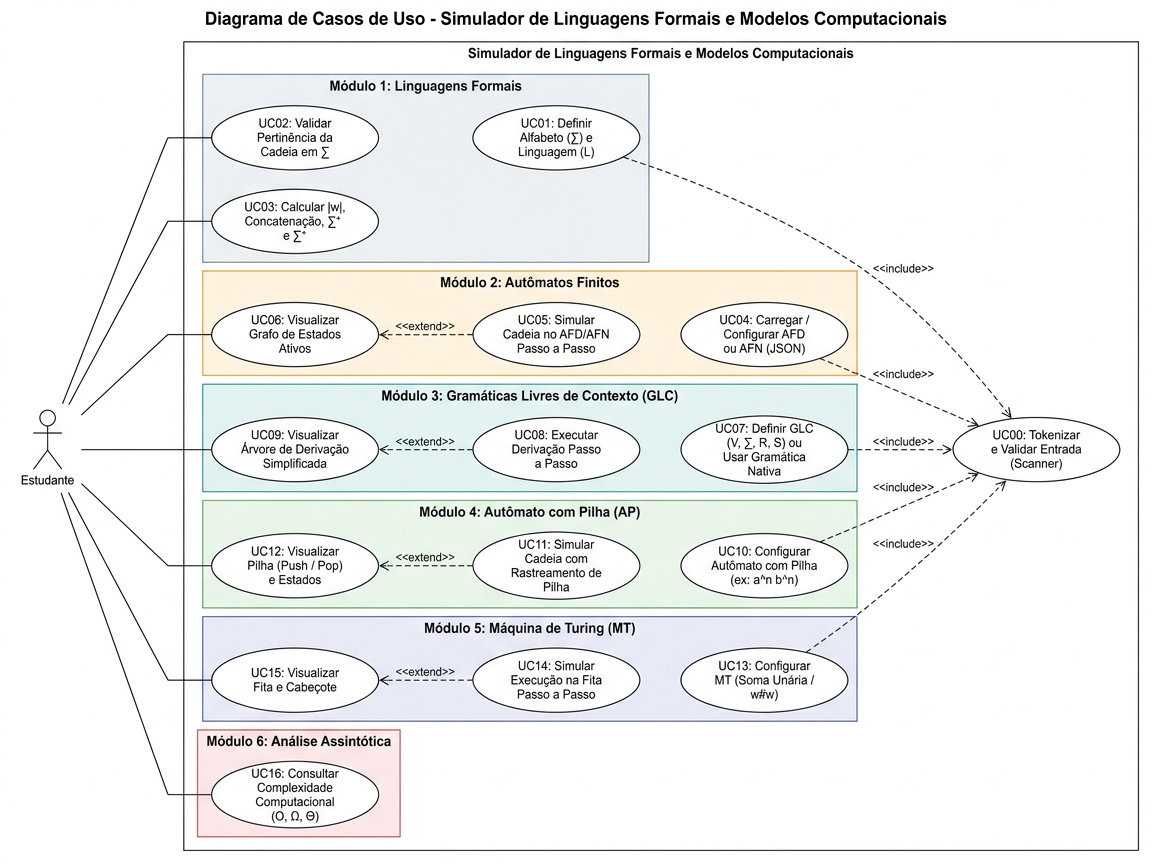 Diagrama de Casos de Uso - Simulador de Linguagens Formais e Modelos Computacionais
Simulador de Linguagens Formais e Modelos Computacionais
Módulo 1: Linguagens Formais
UC02: Validar
Pertinência da
Cadeia em ∑
UC01: Definir
Alfabeto (∑) e
Linguagem (L)
UC03: Calcular |w|,
Concatenação, ∑*
e ∑⁺
<<include>>
Módulo 2: Autômatos Finitos
UC06: Visualizar
Grafo de Estados
Ativos
<<extend>>
UC05: Simular
Cadeia no AFD/AFN
Passo a Passo
UC04: Carregar /
Configurar AFD
ou AFN (JSON)
<<include>>
Módulo 3: Gramáticas Livres de Contexto (GLC)
UC09: Visualizar
Árvore de Derivação
Simplificada
<<extend>>
UC08: Executar
Derivação Passo
a Passo
UC07: Definir GLC
(V, ∑, R, S) ou
Usar Gramática
Nativa
<<include>>
UC00: Tokenizar
e Validar Entrada
(Scanner)
Estudante
<<include>>
Módulo 4: Autômato com Pilha (AP)
UC12: Visualizar
Pilha (Push / Pop)
e Estados
<<extend>>
UC11: Simular
Cadeia com
Rastreamento de
Pilha
UC10: Configurar
Autômato com Pilha
(ex: a^n b^n)
<<include>>
Módulo 5: Máquina de Turing (MT)
UC15: Visualizar
Fita e Cabeçote
<<extend>>
UC14: Simular
Execução na Fita
Passo a Passo
UC13: Configurar
MT (Soma Unária /
w#w)
Módulo 6: Análise Assintótica
UC16: Consultar
Complexidade
Computacional
(O, Ω, Θ)